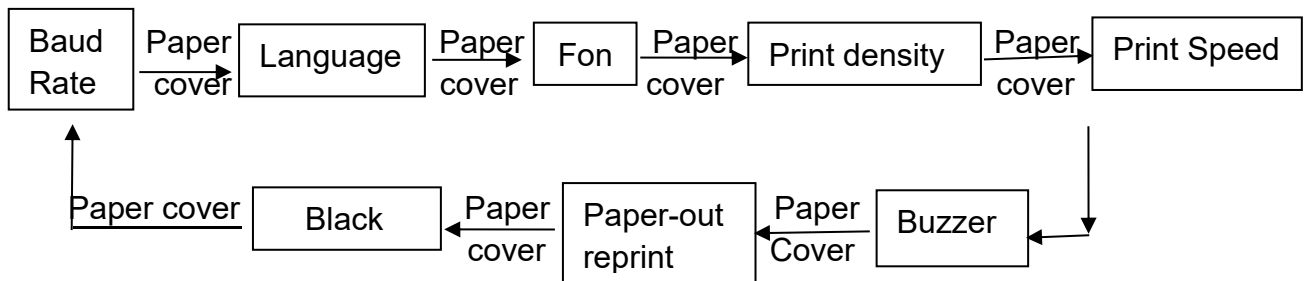 Baud
Rate
Paper
cover
Language
Paper
cover
Fon
Paper
cover
Print density
Paper
cover
Print Speed
Paper cover
Black
Paper
cover
Paper-out
reprint
Paper
Cover
Buzzer